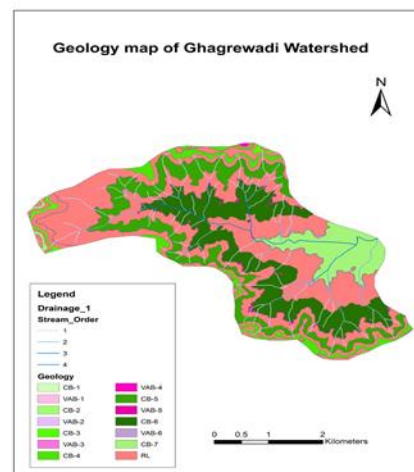 Geology map of Ghagrewadi Watershed
N
Legend
Drainage_1
Stream_Order
1
2
3
4
Geology
CB-1
VAB-1
CB-2
VAB-2
CB-3
VAB-3
CB-4
VAB-4
CB-5
VAB-5
CB-6
VAB-6
CB-7
RL
0 0.5 1 2
Kilometers